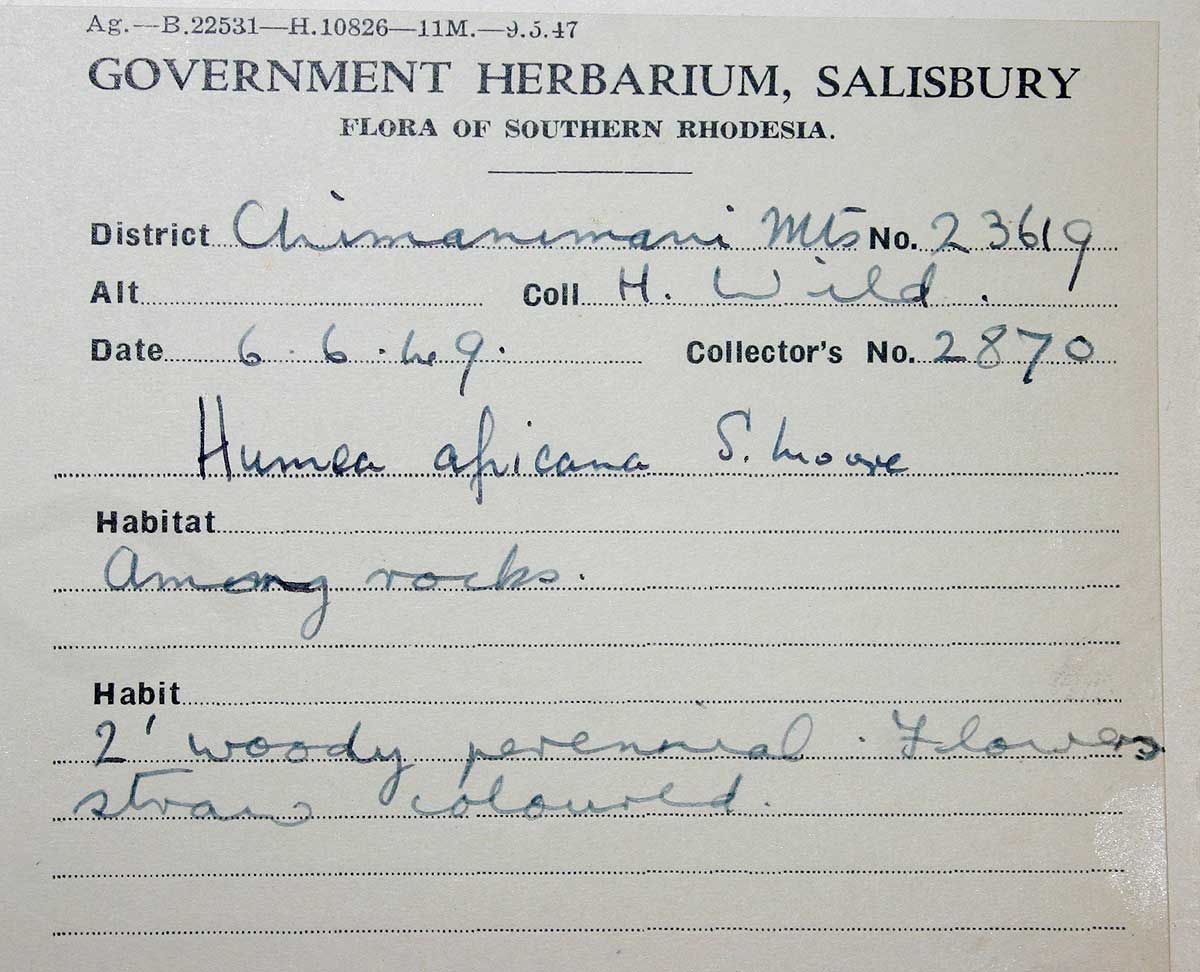 Ag.—B.22531—H.10826—11M.—9.5.47
GOVERNMENT HERBARIUM, SALISBURY
FLORA OF SOUTHERN RHODESIA.
District Chimanimani Mts No. 23619
Alt Coll H. Wild.
Date 6.6.49. Collector's No. 2870
Humea africana S. Moore
Habitat
Among rocks.
Habit
2' woody perennial. Flowers
straw coloured.